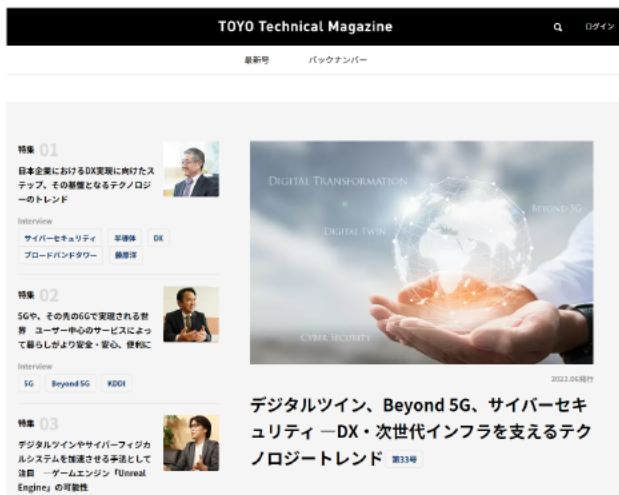 TOYO Technical Magazine
ログイン
最新号
バックナンバー
特集 01
日本企業におけるDX実現に向けたス
テップ、その基盤となるテクノロジ
ーのトレンド
Interview
サイバーセキュリティ
半導体
DX
ブロードバンドタワー
藤原洋
特集 02
5Gや、その先の6Gで実現される世
界 ユーザー中心のサービスによっ
て暮らしがより安全・安心、便利に
Interview
5G
Beyond 5G
KDDI
特集 03
デジタルツインやサイバーフィジカ
ルシステムを加速させる手法として
注目 ―ゲームエンジン「Unreal
Engine」の可能性
DIGITAL TRANSFORMATION
BEYOND 5G
DIGITAL TWIN
CYBER SECURITY
2022.06発行
デジタルツイン、Beyond 5G、サイバーセキ
ュリティ ―DX・次世代インフラを支えるテク
ノロジートレンド 第33号